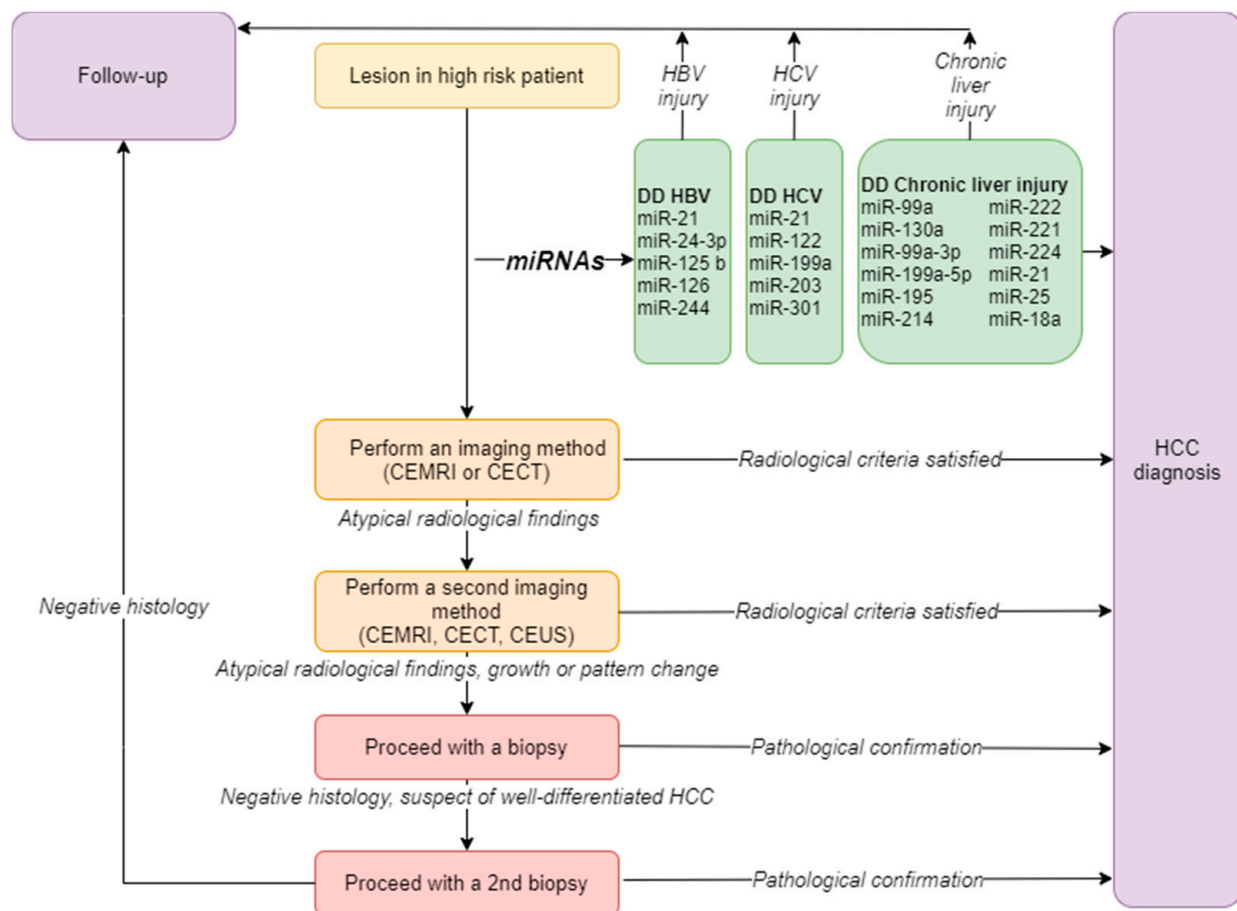 Follow-up
Lesion in high risk patient
HBV
injury
HCV
injury
Chronic
liver
injury
DD HBV
miR-21
miR-24-3p
miR-125 b
miR-126
miR-244
DD HCV
miR-21
miR-122
miR-199a
miR-203
miR-301
DD Chronic liver injury
miR-99a miR-222
miR-130a miR-221
miR-99a-3p miR-224
miR-199a-5p miR-21
miR-195 miR-25
miR-214 miR-18a
miRNAs
HCC
diagnosis
Perform an imaging method
(CEMRI or CECT)
Radiological criteria satisfied
Atypical radiological findings
Perform a second imaging
method
(CEMRI, CECT, CEUS)
Radiological criteria satisfied
Negative histology
Atypical radiological findings, growth or pattern change
Proceed with a biopsy
Pathological confirmation
Negative histology, suspect of well-differentiated HCC
Proceed with a 2nd biopsy
Pathological confirmation